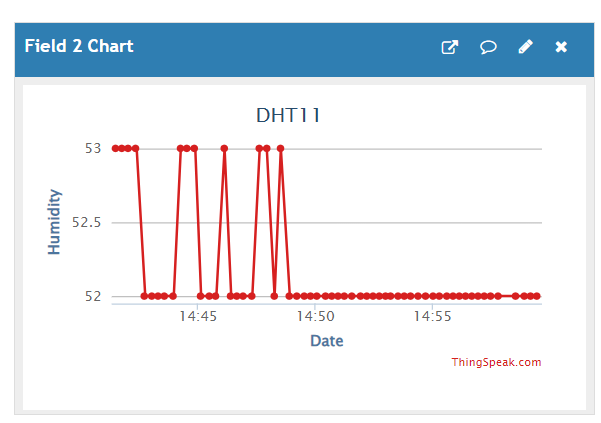 Field 2 Chart
DHT11
53
52.5
52
Humidity
14:45 14:50 14:55
Date
ThingSpeak.com